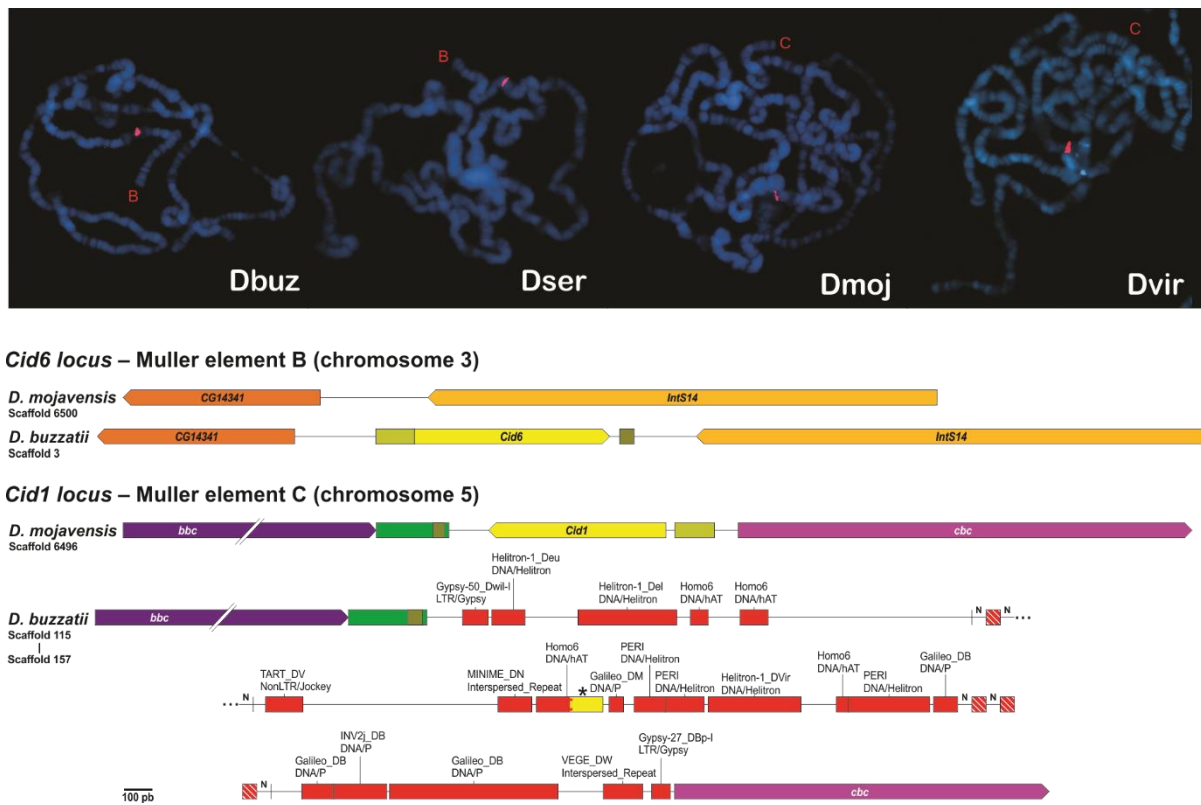 B
B
C
C
Dbuz
Dser
Dmoj
Dvir
Cid6 locus – Muller element B (chromosome 3)
D. mojavensis
Scaffold 6500
CG14341
IntS14
D. buzzatii
Scaffold 3
CG14341
Cid6
IntS14
Cid1 locus – Muller element C (chromosome 5)
D. mojavensis
Scaffold 6496
bbc
Cid1
cbc
Helitron-1_Deu
DNA/Helitron
Gypsy-50_Dwil-I
LTR/Gypsy
Helitron-1_Del
DNA/Helitron
Homo6
DNA/hAT
Homo6
DNA/hAT
D. buzzatii
Scaffold 115
Scaffold 157
bbc
N
N
...
TART_DV
NonLTR/Jockey
MINIME_DN
Interspersed_Repeat
Homo6
DNA/hAT
*
Galileo_DM
DNA/P
PERI
DNA/Helitron
PERI
DNA/Helitron
Helitron-1_DVir
DNA/Helitron
Homo6
DNA/hAT
PERI
DNA/Helitron
Galileo_DB
DNA/P
...
N
N
N
Galileo_DB
DNA/P
INV2j_DB
DNA/P
Galileo_DB
DNA/P
VEGE_DW
Interspersed_Repeat
Gypsy-27_DBp-I
LTR/Gypsy
cbc
100 pb